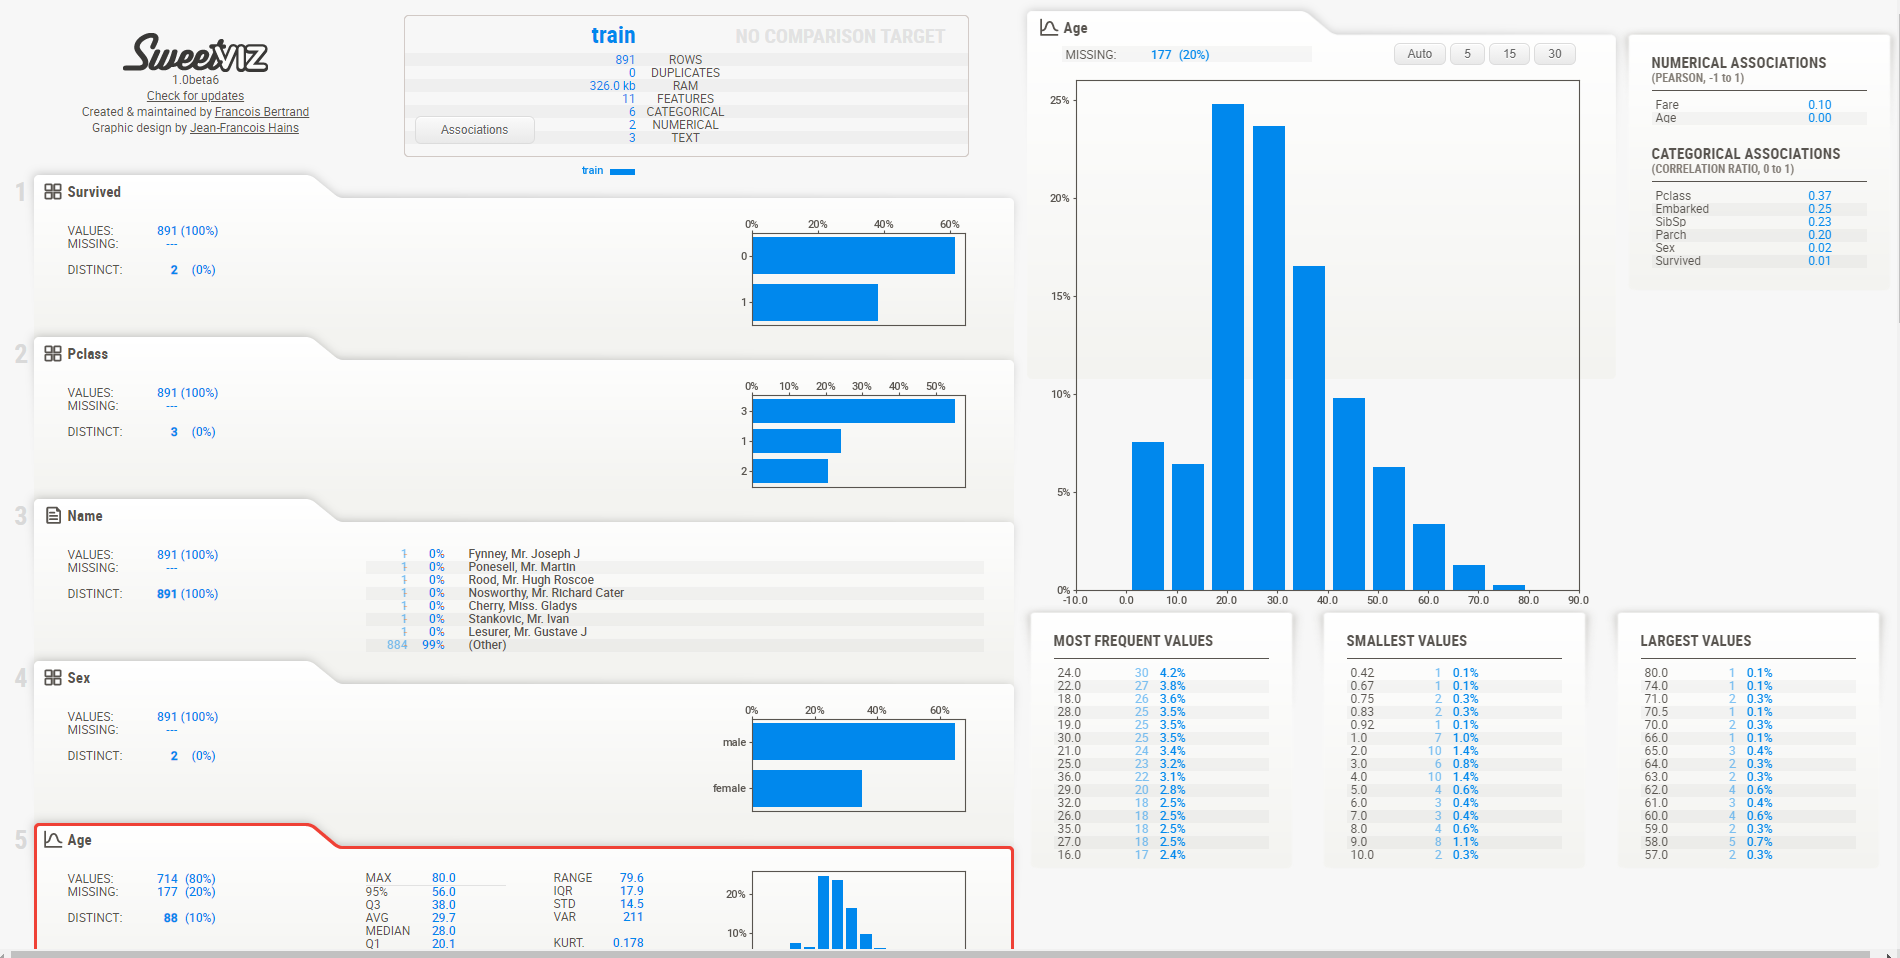 SweetVIZ
1.0beta6
Check for updates
Created & maintained by Francois Bertrand
Graphic design by Jean-Francois Hains
train NO COMPARISON TARGET
891 ROWS
0 DUPLICATES
326.0 kb RAM
11 FEATURES
6 CATEGORICAL
2 NUMERICAL
3 TEXT
Associations
train
1 Survived
VALUES: 891 (100%)
MISSING: ---
DISTINCT: 2 (0%)
0% 20% 40% 60%
0
1
2 Pclass
VALUES: 891 (100%)
MISSING: ---
DISTINCT: 3 (0%)
0% 10% 20% 30% 40% 50%
3
1
2
3 Name
VALUES: 891 (100%)
MISSING: ---
DISTINCT: 891 (100%)
1 0% Fynney, Mr. Joseph J
1 0% Ponesell, Mr. Martin
1 0% Rood, Mr. Hugh Roscoe
1 0% Nosworthy, Mr. Richard Cater
1 0% Cherry, Miss. Gladys
1 0% Stankovic, Mr. Ivan
1 0% Lesurer, Mr. Gustave J
884 99% (Other)
4 Sex
VALUES: 891 (100%)
MISSING: ---
DISTINCT: 2 (0%)
0% 20% 40% 60%
male
female
5 Age
VALUES: 714 (80%)
MISSING: 177 (20%)
DISTINCT: 88 (10%)
MAX 80.0
95% 56.0
Q3 38.0
AVG 29.7
MEDIAN 28.0
Q1 20.1
RANGE 79.6
IQR 17.9
STD 14.5
VAR 211
KURT. 0.178
20%
10%
Age
MISSING: 177 (20%)
Auto 5 15 30
25%
20%
15%
10%
5%
0%
-10.0 0.0 10.0 20.0 30.0 40.0 50.0 60.0 70.0 80.0 90.0
NUMERICAL ASSOCIATIONS
(PEARSON, -1 to 1)
Fare 0.10
Age 0.00
CATEGORICAL ASSOCIATIONS
(CORRELATION RATIO, 0 to 1)
Pclass 0.37
Embarked 0.25
SibSp 0.23
Parch 0.20
Sex 0.02
Survived 0.01
MOST FREQUENT VALUES
24.0 30 4.2%
22.0 27 3.8%
18.0 26 3.6%
28.0 25 3.5%
19.0 25 3.5%
30.0 25 3.5%
21.0 24 3.4%
25.0 23 3.2%
36.0 22 3.1%
29.0 20 2.8%
32.0 18 2.5%
26.0 18 2.5%
35.0 18 2.5%
27.0 18 2.5%
16.0 17 2.4%
SMALLEST VALUES
0.42 1 0.1%
0.67 1 0.1%
0.75 2 0.3%
0.83 2 0.3%
0.92 1 0.1%
1.0 7 1.0%
2.0 10 1.4%
3.0 6 0.8%
4.0 10 1.4%
5.0 4 0.6%
6.0 3 0.4%
7.0 3 0.4%
8.0 4 0.6%
9.0 8 1.1%
10.0 2 0.3%
LARGEST VALUES
80.0 1 0.1%
74.0 1 0.1%
71.0 2 0.3%
70.5 1 0.1%
70.0 2 0.3%
66.0 1 0.1%
65.0 3 0.4%
64.0 2 0.3%
63.0 2 0.3%
62.0 4 0.6%
61.0 3 0.4%
60.0 4 0.6%
59.0 2 0.3%
58.0 5 0.7%
57.0 2 0.3%